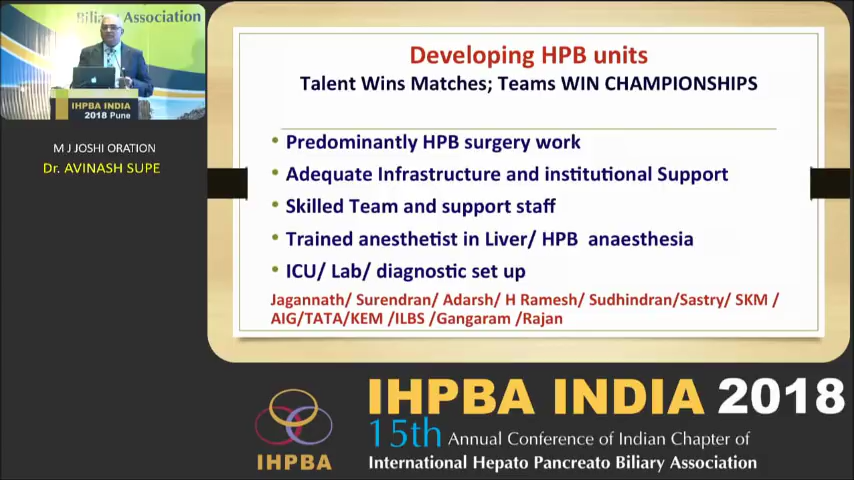 Biliary Association
IHPBA INDIA
2018 Pune
M J JOSHI ORATION
Dr. AVINASH SUPE
Developing HPB units
Talent Wins Matches; Teams WIN CHAMPIONSHIPS
• Predominantly HPB surgery work
• Adequate Infrastructure and institutional Support
• Skilled Team and support staff
• Trained anesthetist in Liver/ HPB anaesthesia
• ICU/ Lab/ diagnostic set up
Jagannath/ Surendran/ Adarsh/ H Ramesh/ Sudhindran/Sastry/ SKM /
AIG/TATA/KEM /ILBS /Gangaram /Rajan
IHPBA
IHPBA INDIA 2018
15th Annual Conference of Indian Chapter of
International Hepato Pancreato Biliary Association